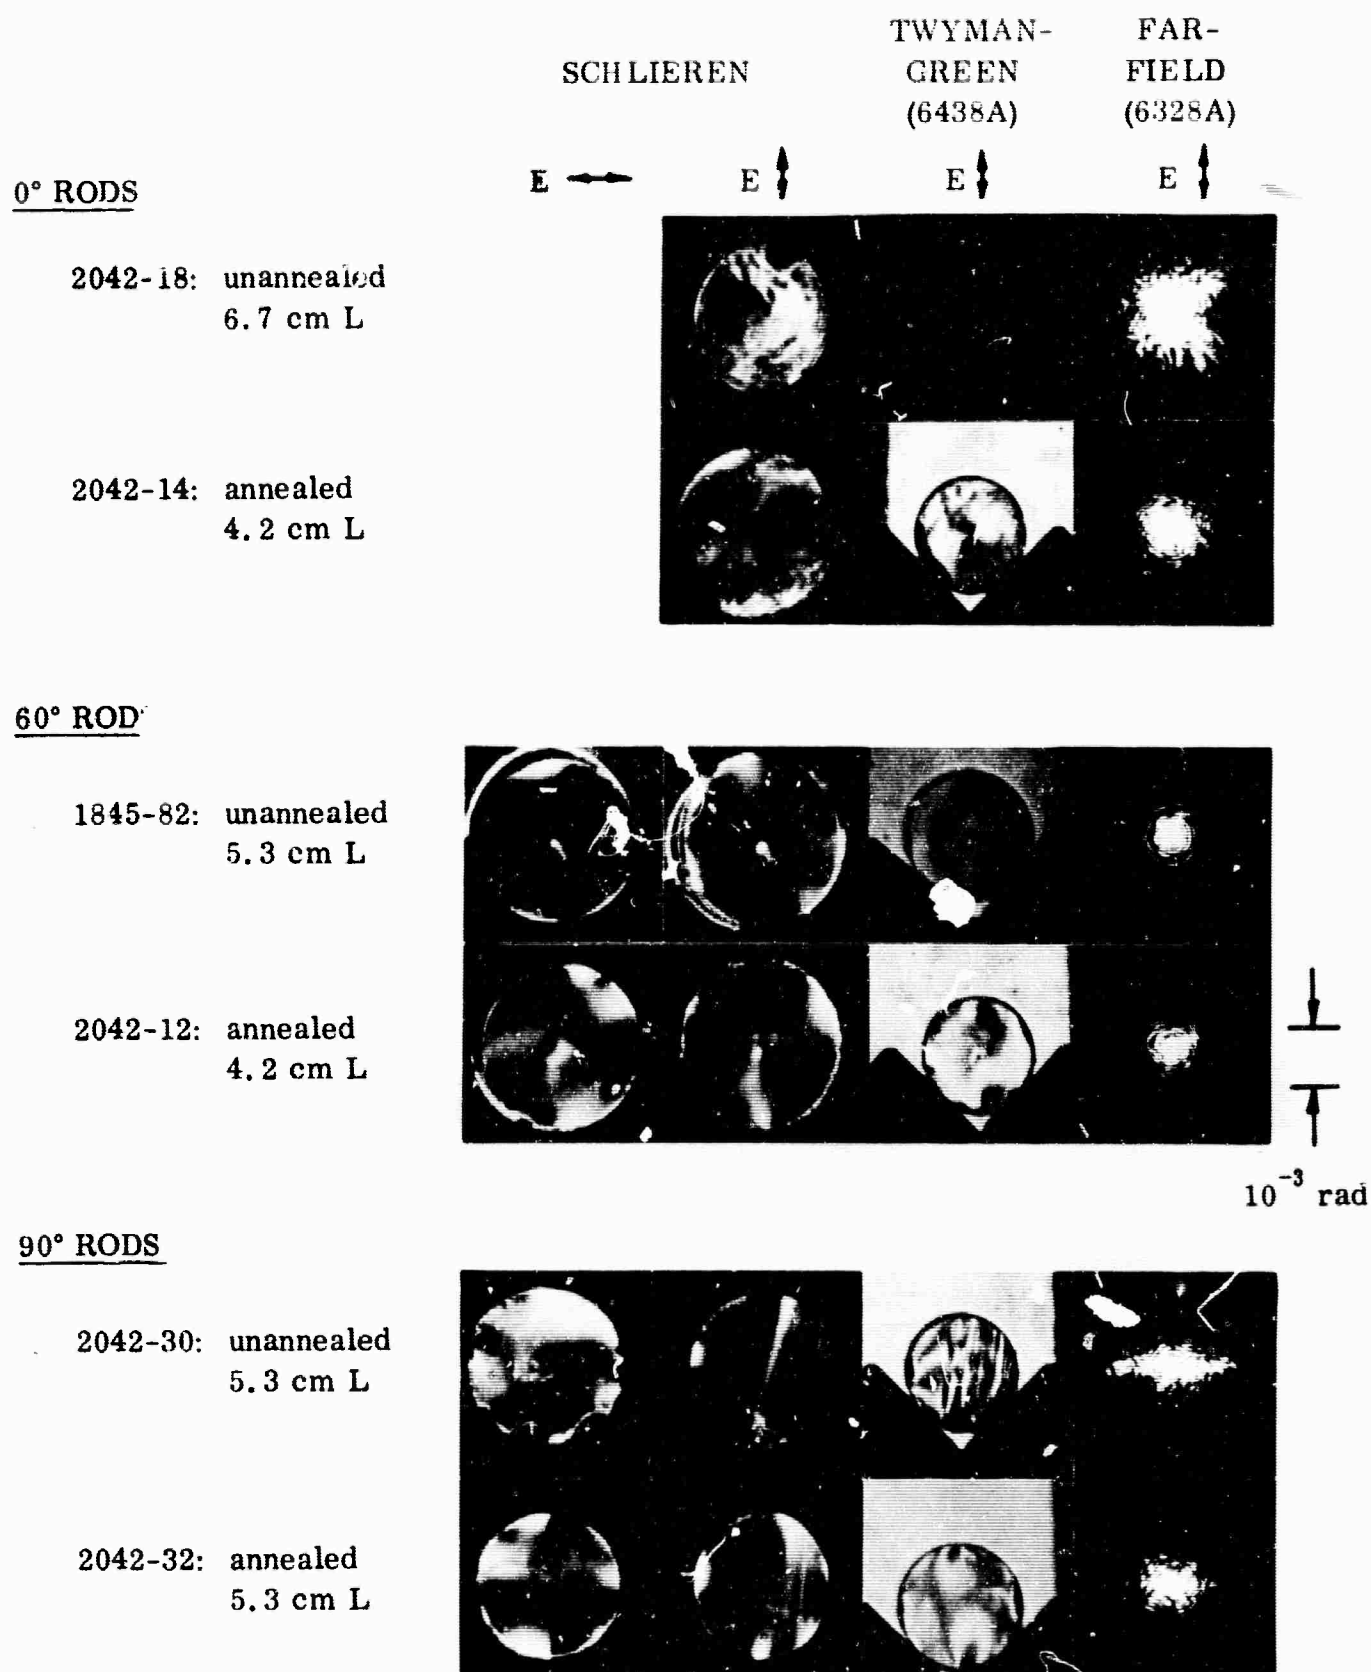 SCHLIEREN
TWYMAN-
GREEN
(6438A)
FAR-
FIELD
(6328A)
E
E
E
E
0° RODS
2042-18: unannealed
6.7 cm L
2042-14: annealed
4.2 cm L
60° ROD
1845-82: unannealed
5.3 cm L
2042-12: annealed
4.2 cm L
10⁻³ rad
90° RODS
2042-30: unannealed
5.3 cm L
2042-32: annealed
5.3 cm L